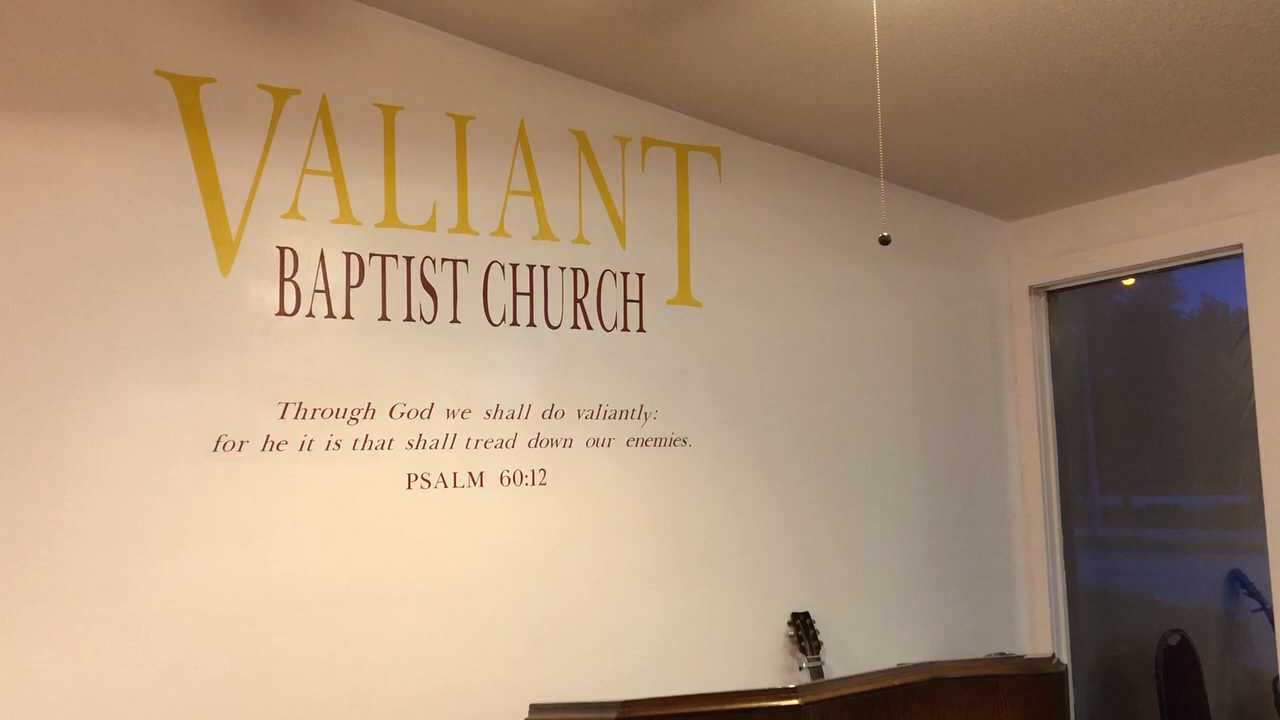 VALIANT
BAPTIST CHURCH
Through God we shall do valiantly:
for he it is that shall tread down our enemies.
PSALM 60:12